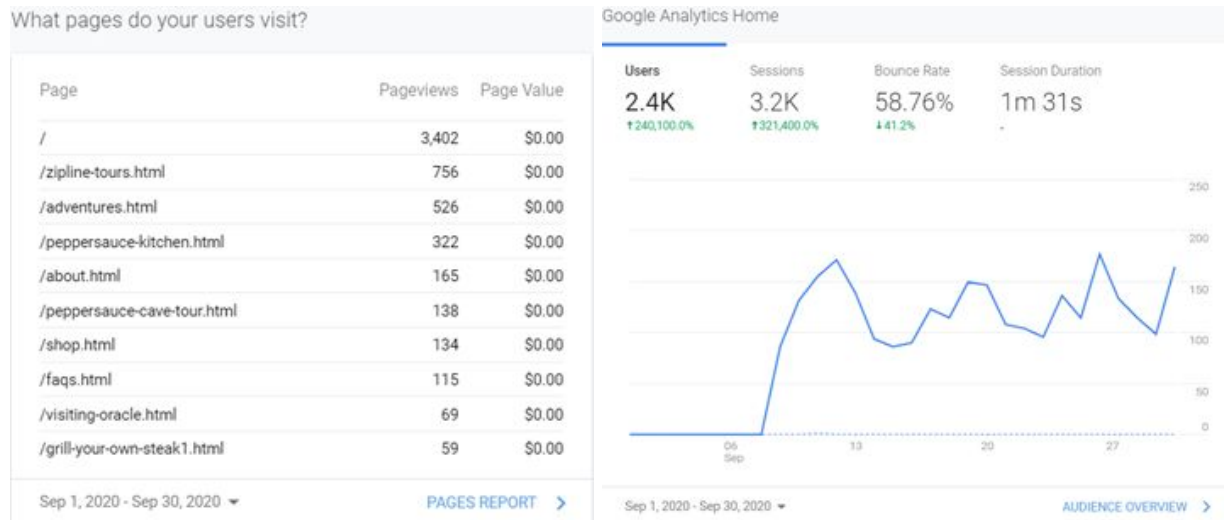 What pages do your users visit?
Page Pageviews Page Value
/ 3,402 $0.00
/zipline-tours.html 756 $0.00
/adventures.html 526 $0.00
/peppersauce-kitchen.html 322 $0.00
/about.html 165 $0.00
/peppersauce-cave-tour.html 138 $0.00
/shop.html 134 $0.00
/faqs.html 115 $0.00
/visiting-oracle.html 69 $0.00
/grill-your-own-steak1.html 59 $0.00
Sep 1, 2020 - Sep 30, 2020 PAGES REPORT
Google Analytics Home
Users Sessions Bounce Rate Session Duration
2.4K 3.2K 58.76% 1m 31s
↑240,100.0% ↑321,400.0% ↓41.2% -
250
200
150
100
50
0
06 13 20 27
Sep
Sep 1, 2020 - Sep 30, 2020 AUDIENCE OVERVIEW